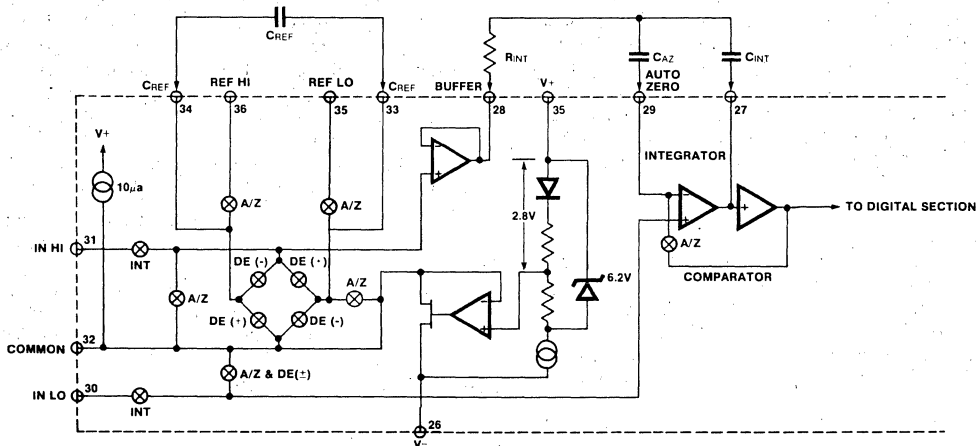 CREF
RINT
CAZ
CINT
CREF
REF HI
REF LO
CREF
BUFFER
V+
AUTO
ZERO
34
36
35
33
28
35
29
27
V+
10μa
INTEGRATOR
2.8V
A/Z
A/Z
TO DIGITAL SECTION
IN HI
31
INT
DE (-)
DE (+)
A/Z
COMPARATOR
6.2V
A/Z
A/Z
DE (+)
DE (-)
COMMON
32
A/Z & DE(±)
IN LO
30
INT
26
V-